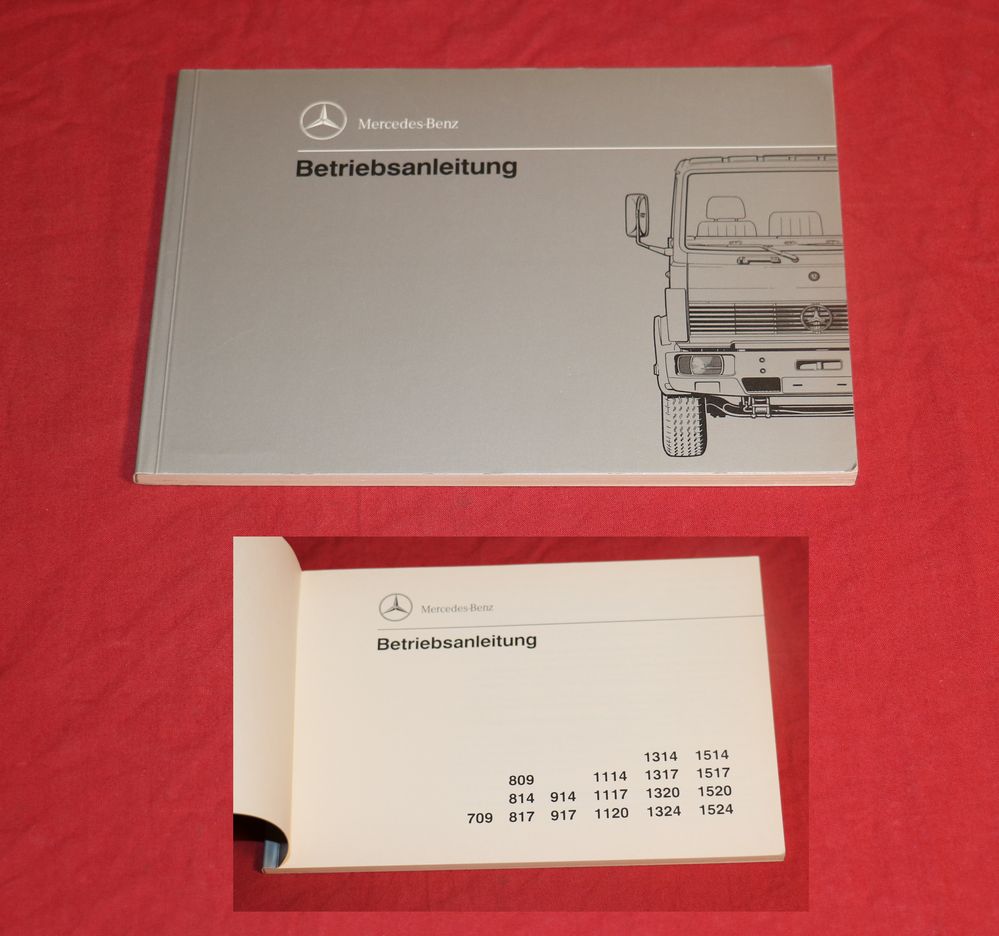 Mercedes-Benz
Betriebsanleitung
Mercedes-Benz
Betriebsanleitung
1314 1514
809 1114 1317 1517
814 914 1117 1320 1520
709 817 917 1120 1324 1524